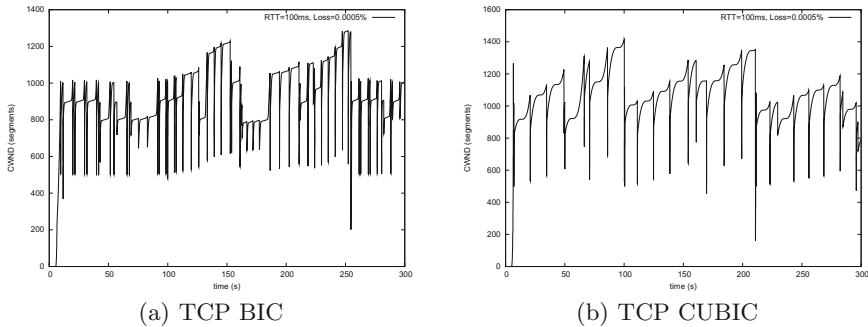 RTT=100ms, Loss=0.0005%
1400
1200
1000
800
600
400
200
0
CWND (segments)
0 50 100 150 200 250 300
time (s)
(a) TCP BIC
RTT=100ms, Loss=0.0005%
1600
1400
1200
1000
800
600
400
200
0
CWND (segments)
0 50 100 150 200 250 300
time (s)
(b) TCP CUBIC